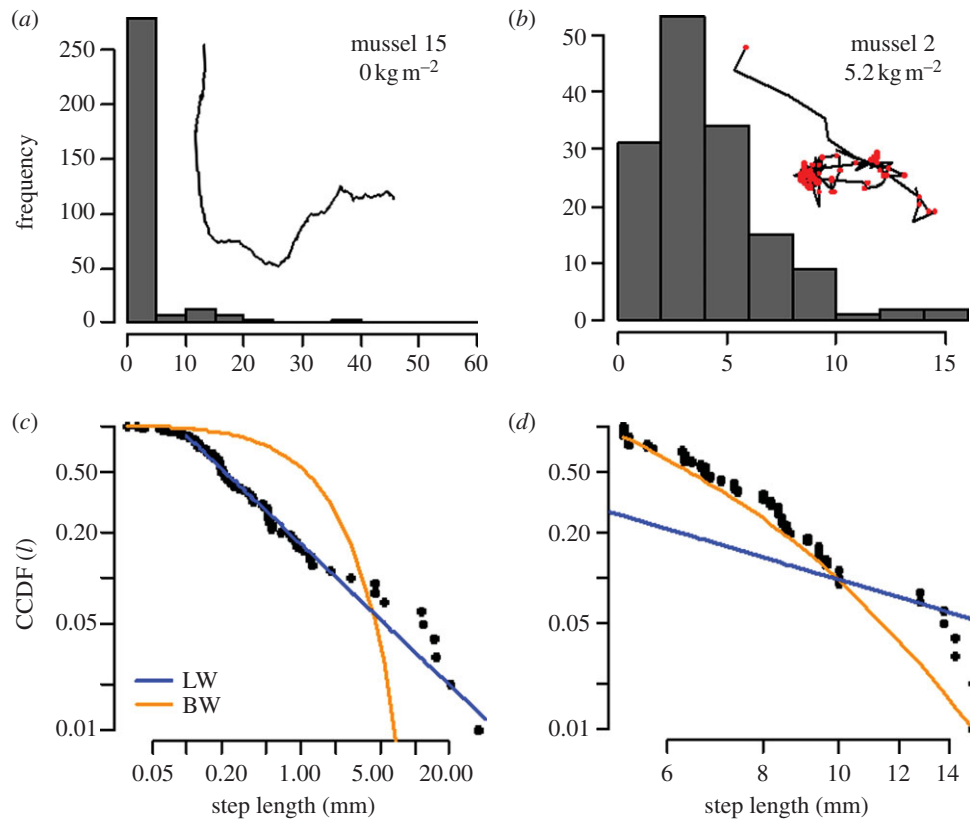 (a)
mussel 15
0 kg m⁻²
frequency
250
200
150
100
50
0
0 10 20 30 40 50 60
(b)
mussel 2
5.2 kg m⁻²
50
40
30
20
10
0
0 5 10 15
(c)
CCDF (l)
0.50
0.20
0.05
0.01
LW
BW
0.05 0.20 1.00 5.00 20.00
step length (mm)
(d)
0.50
0.20
0.05
0.01
6 8 10 12 14
step length (mm)